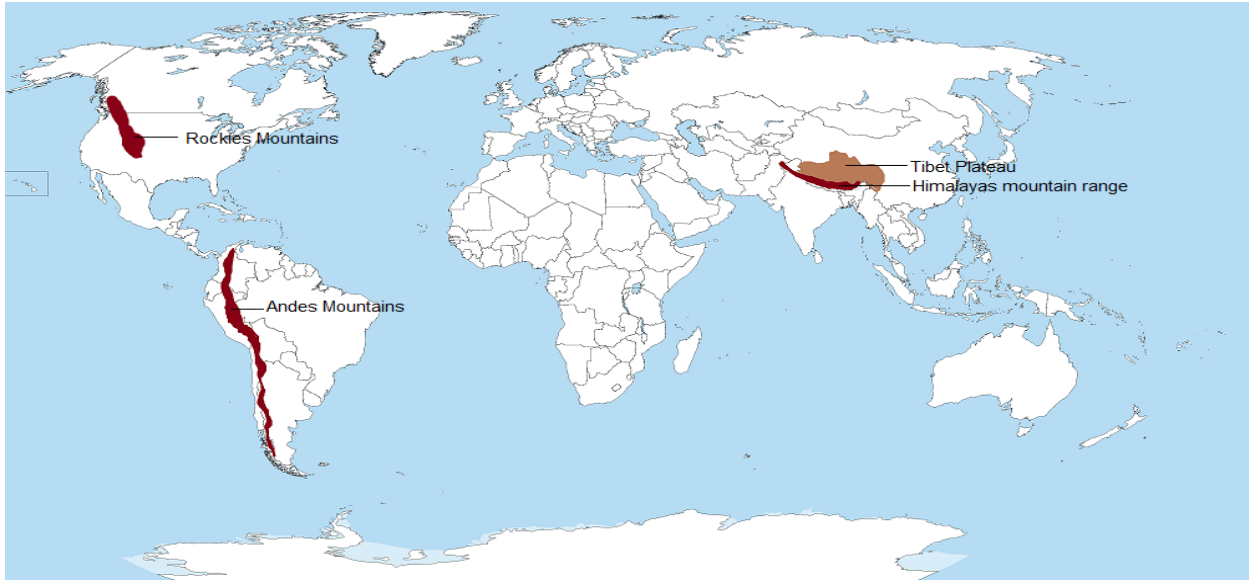 Rockies Mountains
Tibet Plateau
Himalayas mountain range
Andes Mountains